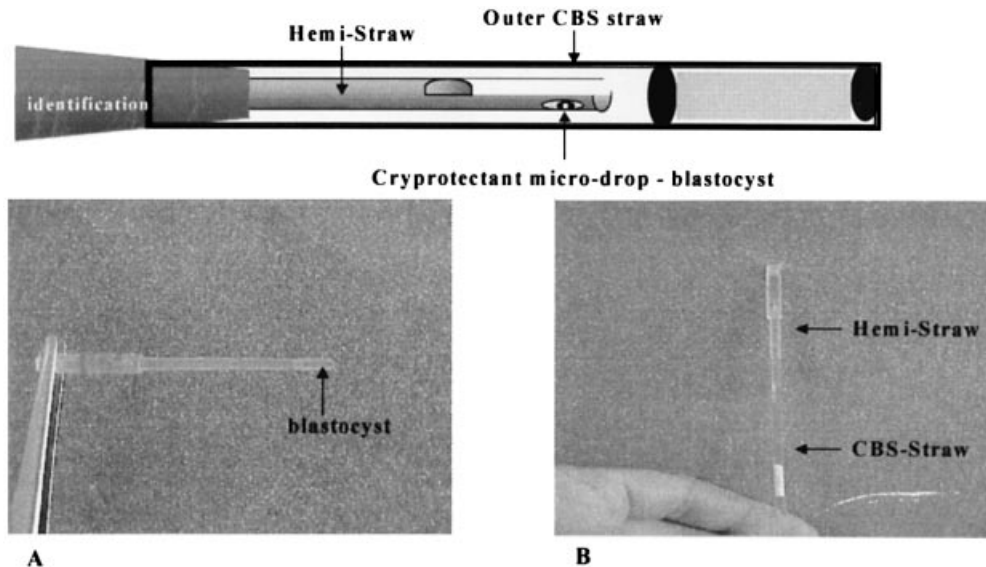 Outer CBS straw
Hemi-Straw
identification
Cryprotectant micro-drop - blastocyst
blastocyst
Hemi-Straw
CBS-Straw
A
B